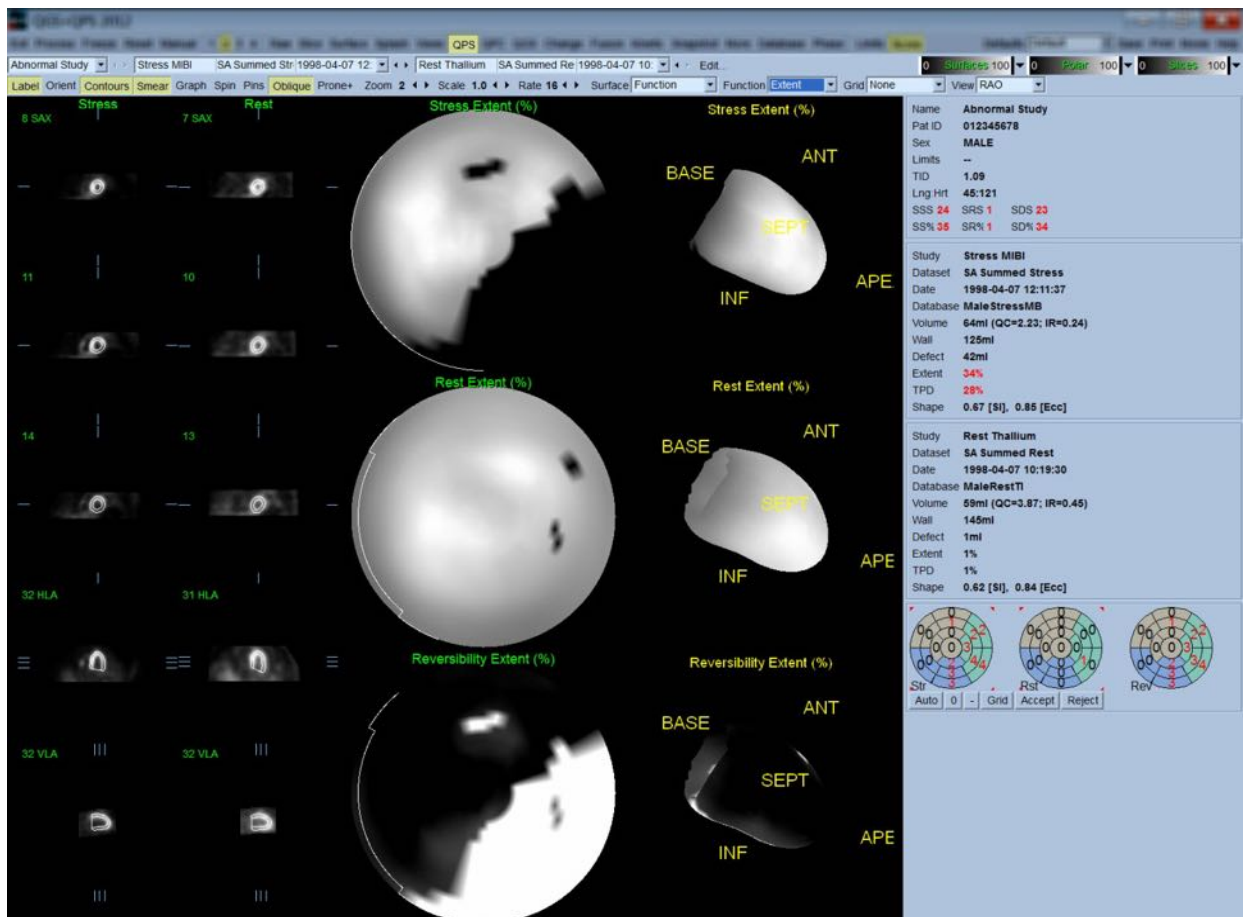 QPS
Abnormal Study Stress MIBI SA Summed Str 1998-04-07 12: Rest Thallium SA Summed Re 1998-04-07 10: Edit... 0 Surfaces 100 0 Polar 100 0 Slices 100
Label Orient Contours Smear Graph Spin Pins Oblique Prone+ Zoom 2 Scale 1.0 Rate 16 Surface Function Function Extent Grid None View RAO
Stress Rest Stress Extent (%) Stress Extent (%)
8 SAX 7 SAX
BASE ANT
SEPT
APE
INF
11 10
Rest Extent (%) Rest Extent (%)
14 13
BASE ANT
SEPT
APE
INF
32 HLA 31 HLA
Reversibility Extent (%) Reversibility Extent (%)
BASE ANT
32 VLA 32 VLA
SEPT
APE
INF
Name Abnormal Study
Pat ID 012345678
Sex MALE
Limits --
TID 1.09
Lng Hrt 45:121
SSS 24 SRS 1 SDS 23
SS% 35 SR% 1 SD% 34
Study Stress MIBI
Dataset SA Summed Stress
Date 1998-04-07 12:11:37
Database MaleStressMB
Volume 64ml (QC=2.23; IR=0.24)
Wall 125ml
Defect 42ml
Extent 34%
TPD 28%
Shape 0.67 [SI], 0.85 [Ecc]
Study Rest Thallium
Dataset SA Summed Rest
Date 1998-04-07 10:19:30
Database MaleRestTl
Volume 59ml (QC=3.87; IR=0.45)
Wall 145ml
Defect 1ml
Extent 1%
TPD 1%
Shape 0.62 [SI], 0.84 [Ecc]
Str Rst Rev
Auto 0 - Grid Accept Reject